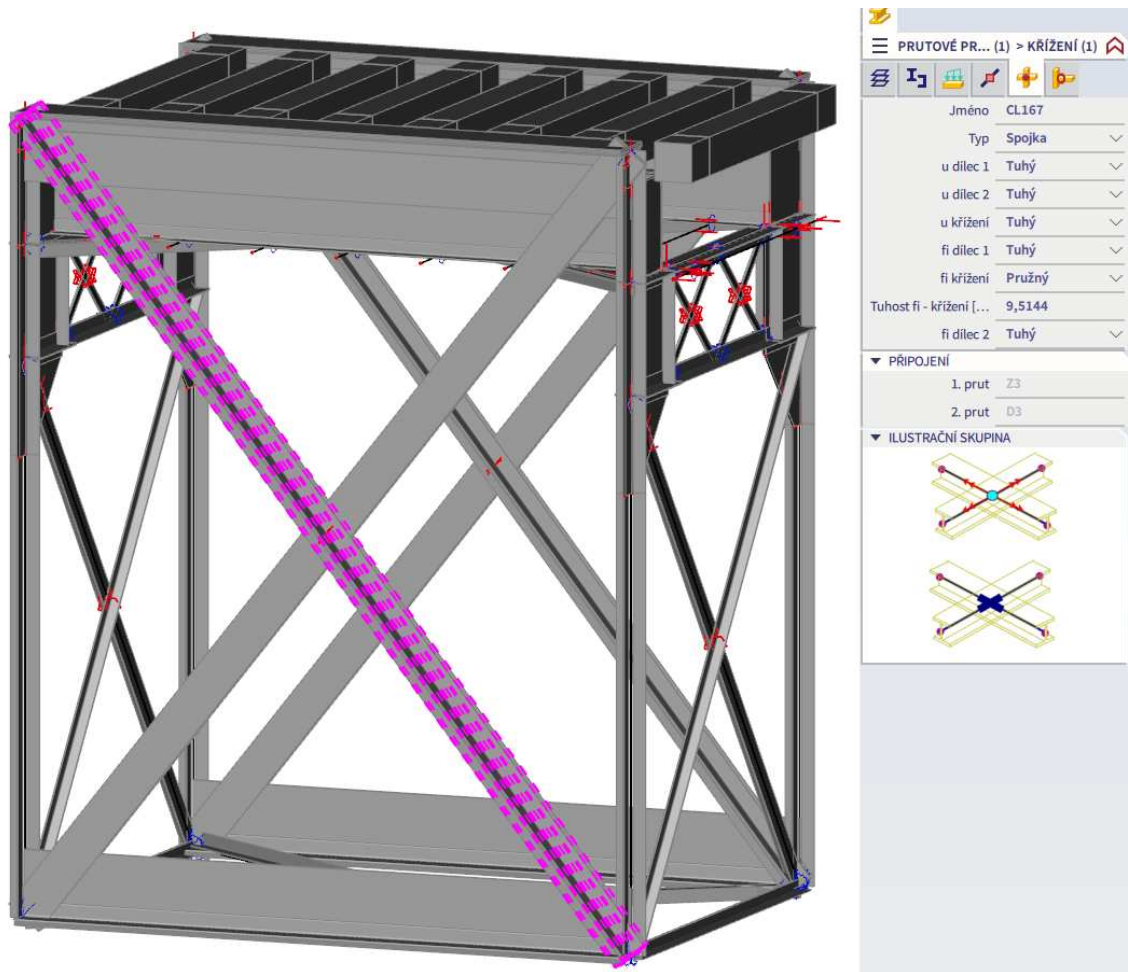 PRUTOVÉ PR... (1) > KŘÍŽENÍ (1)
Jméno CL167
Typ Spojka
u dílec 1 Tuhý
u dílec 2 Tuhý
u křížení Tuhý
fi dílec 1 Tuhý
fi křížení Pružný
Tuhost fi - křížení [... 9,5144
fi dílec 2 Tuhý
PŘIPOJENÍ
1. prut Z3
2. prut D3
ILUSTRAČNÍ SKUPINA